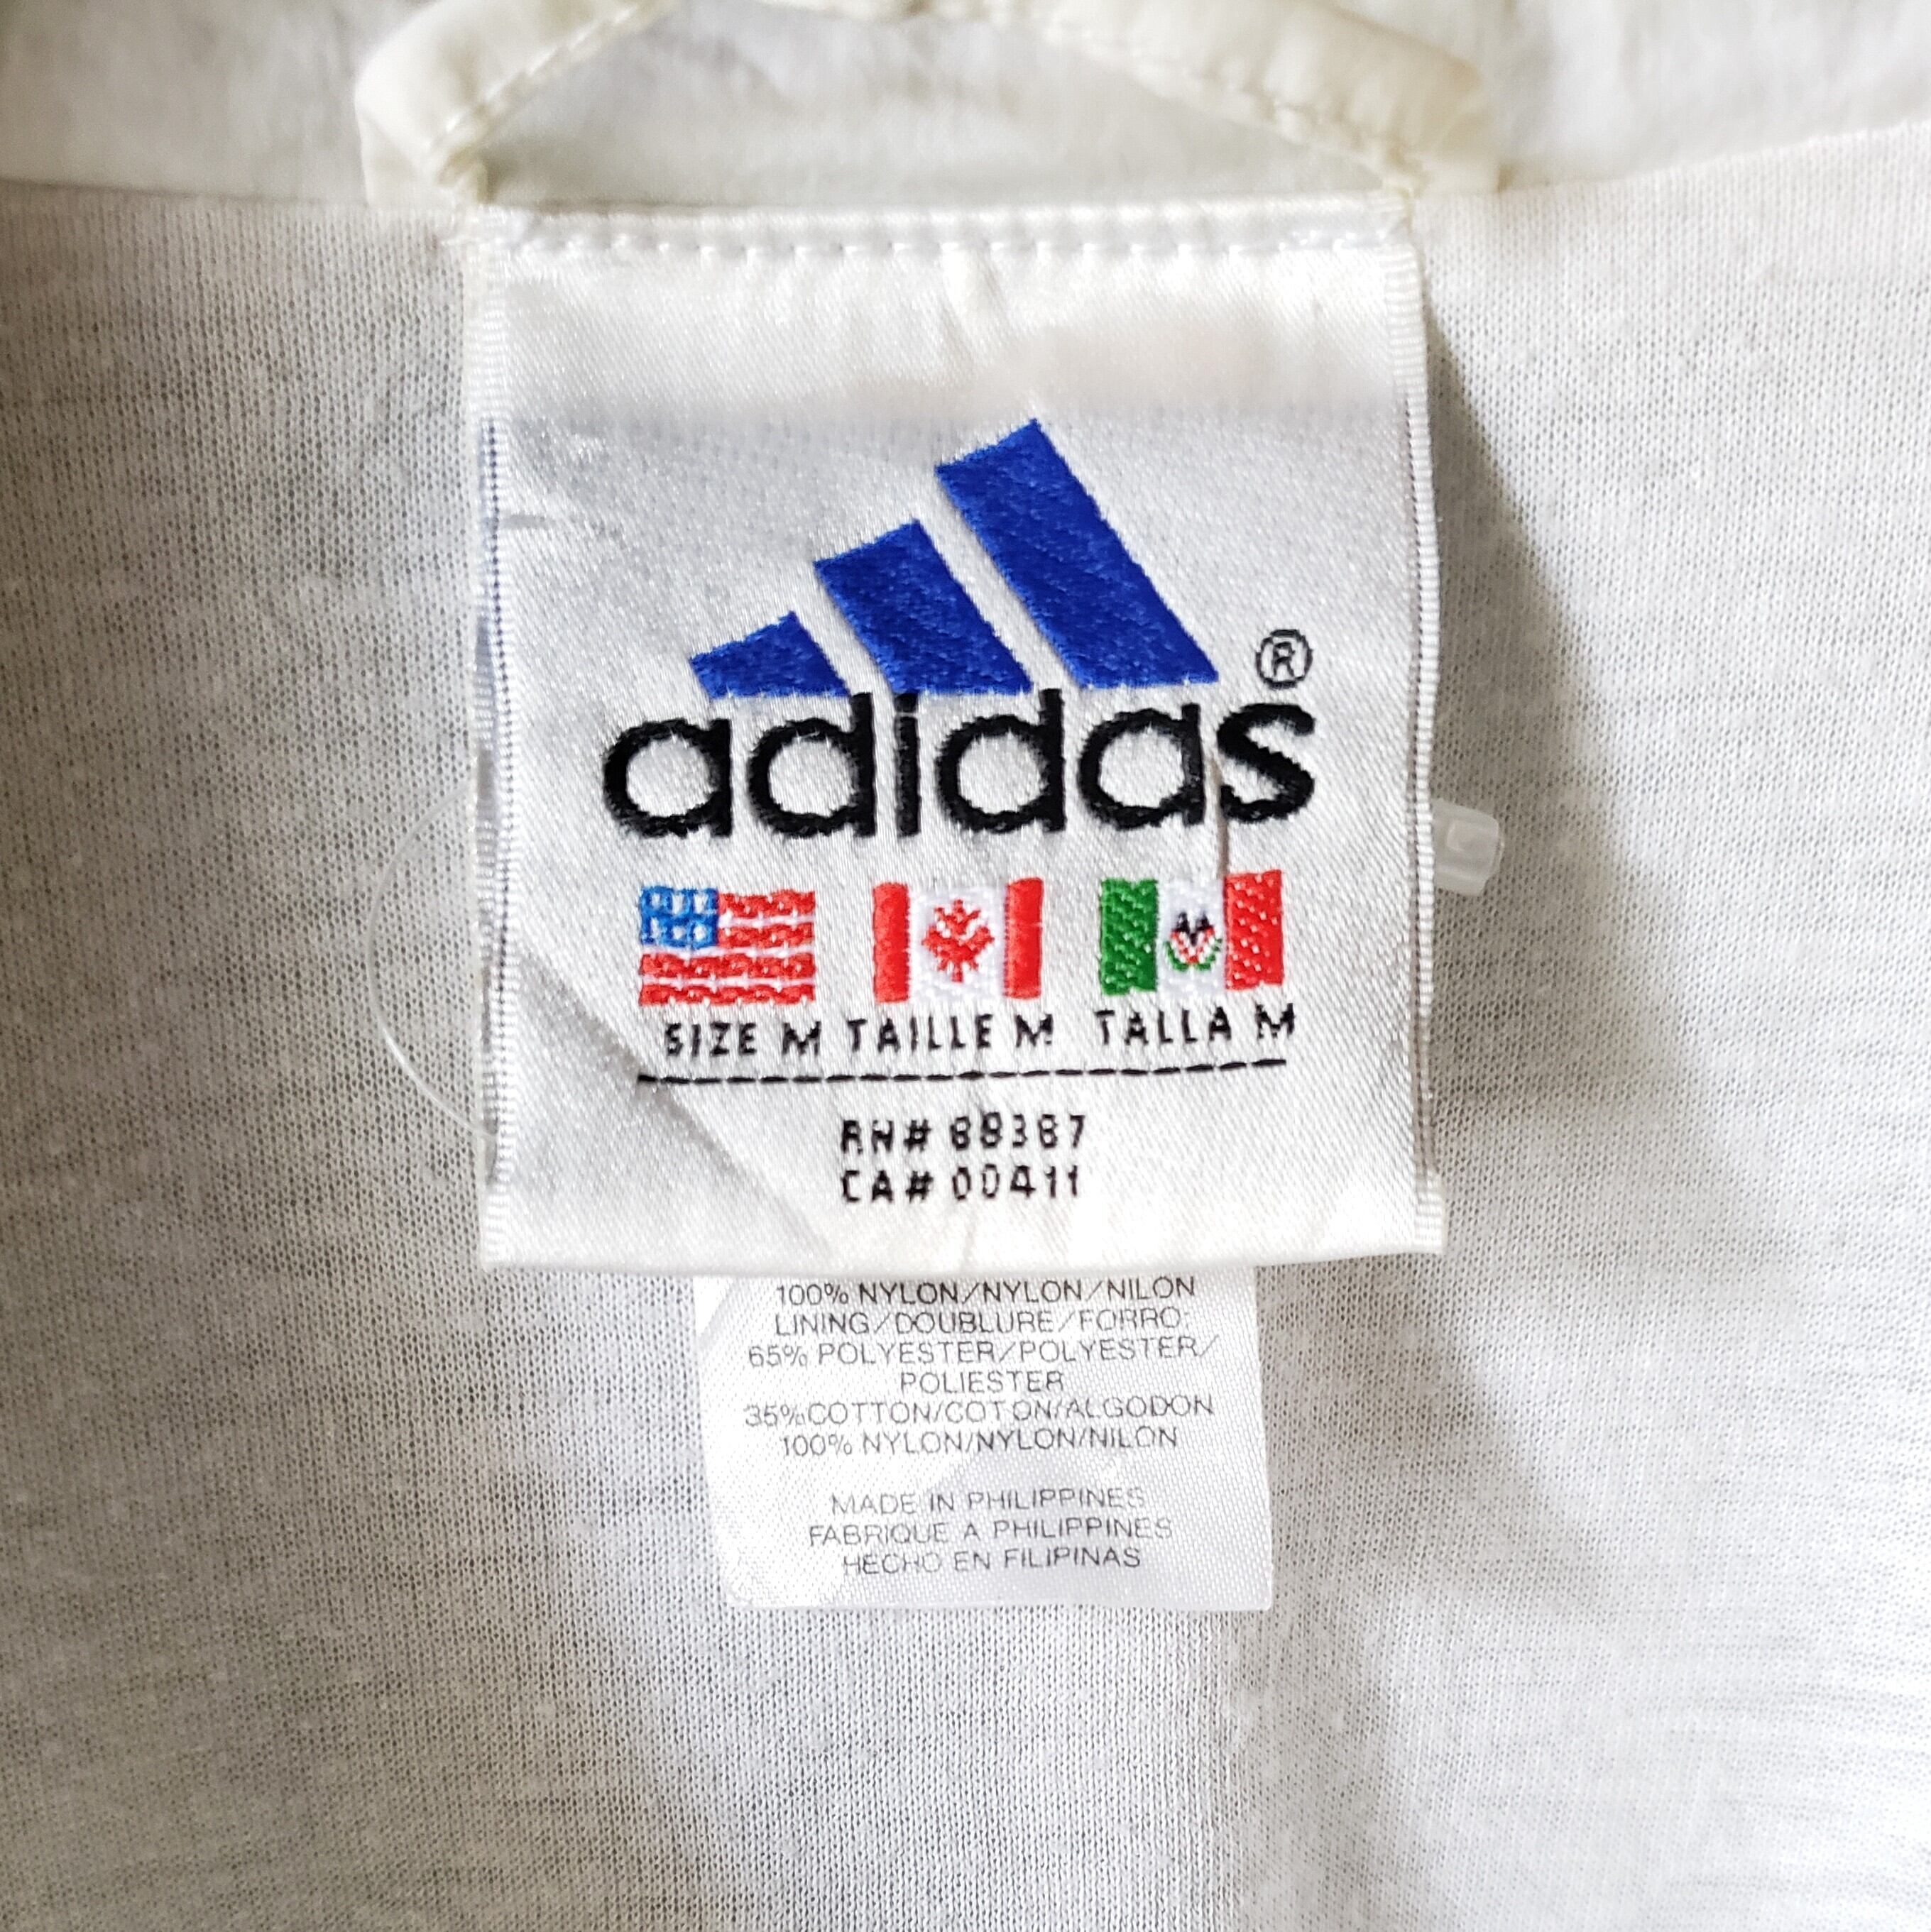 adidas®
SIZE M TAILLE M TALLA M
RN# 88387
CA# 00411
100% NYLON/NYLON/NILON
LINING/DOUBLURE/FORRO:
65% POLYESTER/POLYESTER/
POLIESTER
35%COTTON/COTON/ALGODON
100% NYLON/NYLON/NILON
MADE IN PHILIPPINES
FABRIQUE A PHILIPPINES
HECHO EN FILIPINAS